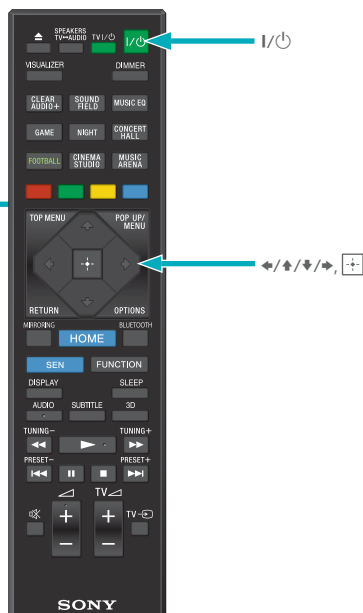 SPEAKERS
TV↔AUDIO TV I/⏻ I/⏻
I/⏻
VISUALIZER DIMMER
CLEAR AUDIO+ SOUND FIELD MUSIC EQ
GAME NIGHT CONCERT HALL
FOOTBALL CINEMA STUDIO MUSIC ARENA
TOP MENU POP UP/ MENU
RETURN OPTIONS
MIRRORING HOME BLUETOOTH
SEN FUNCTION
DISPLAY SLEEP
AUDIO SUBTITLE 3D
TUNING– TUNING+
PRESET– PRESET+
TV
+ + TV
– –
SONY